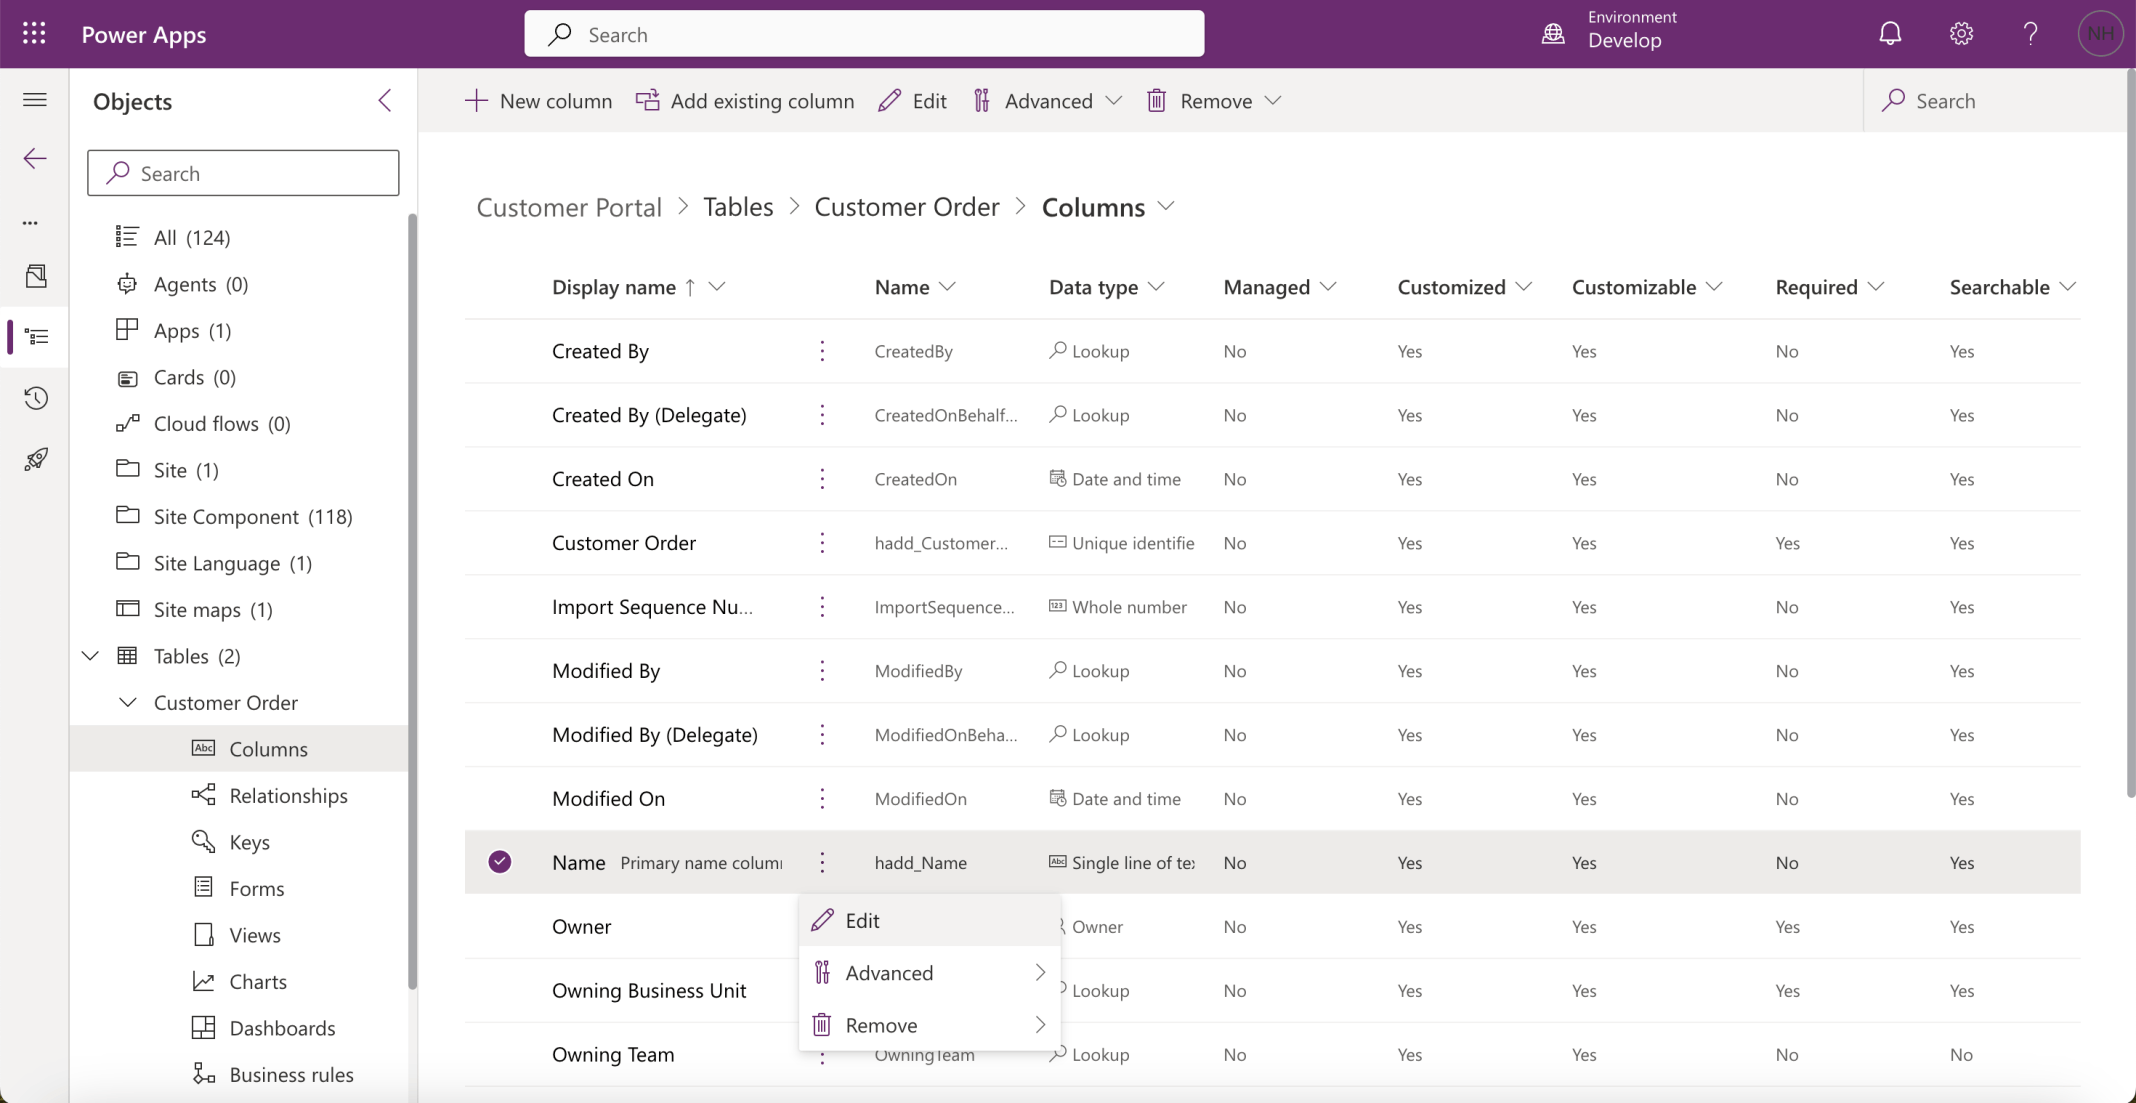 Power Apps
Search
Environment
Develop
NH
Objects
New column
Add existing column
Edit
Advanced
Remove
Search
Search
All (124)
Agents (0)
Apps (1)
Cards (0)
Cloud flows (0)
Site (1)
Site Component (118)
Site Language (1)
Site maps (1)
Tables (2)
Customer Order
Abc Columns
Relationships
Keys
Forms
Views
Charts
Dashboards
Business rules
Customer Portal > Tables > Customer Order > Columns
Display name ↑ Name Data type Managed Customized Customizable Required Searchable
Created By CreatedBy Lookup No Yes Yes No Yes
Created By (Delegate) CreatedOnBehalf... Lookup No Yes Yes No Yes
Created On CreatedOn Date and time No Yes Yes No Yes
Customer Order hadd_Customer... Unique identifie No Yes Yes Yes Yes
Import Sequence Nu... ImportSequence... 123 Whole number No Yes Yes No Yes
Modified By ModifiedBy Lookup No Yes Yes No Yes
Modified By (Delegate) ModifiedOnBeha... Lookup No Yes Yes No Yes
Modified On ModifiedOn Date and time No Yes Yes No Yes
Name Primary name colum hadd_Name Abc Single line of te No Yes Yes No Yes
Edit
Advanced
Remove
Owner Owner No Yes Yes Yes Yes
Owning Business Unit Lookup No Yes Yes Yes Yes
Owning Team OwningTeam Lookup No Yes Yes No No